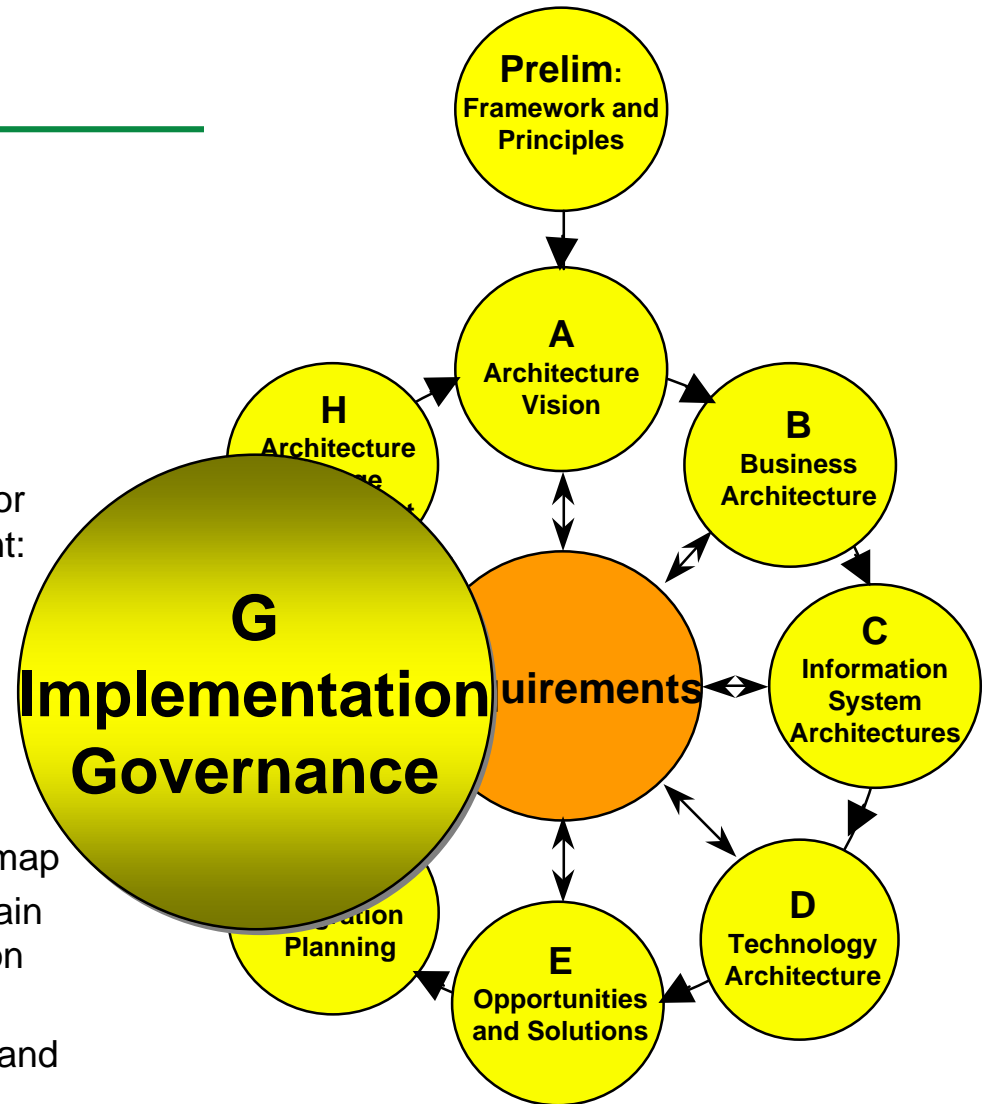 Prelim:
Framework and
Principles
A
Architecture
Vision
H
Architecture
B
Business
Architecture
or
nt:
G
Implementation
Governance
uirements
C
Information
System
Architectures
map
ain
on
and
Planning
E
Opportunities
and Solutions
D
Technology
Architecture